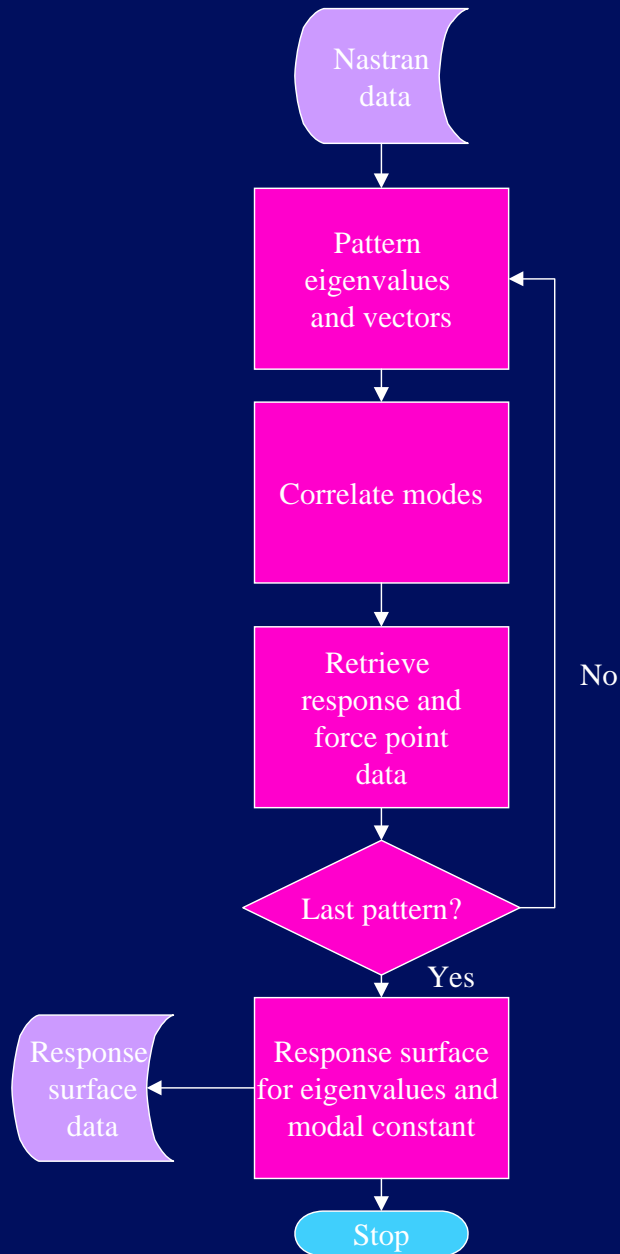 Nastran
data
Pattern
eigenvalues
and vectors
Correlate modes
Retrieve
response and
force point
data
No
Last pattern?
Yes
Response
surface
data
Response surface
for eigenvalues and
modal constant
Stop